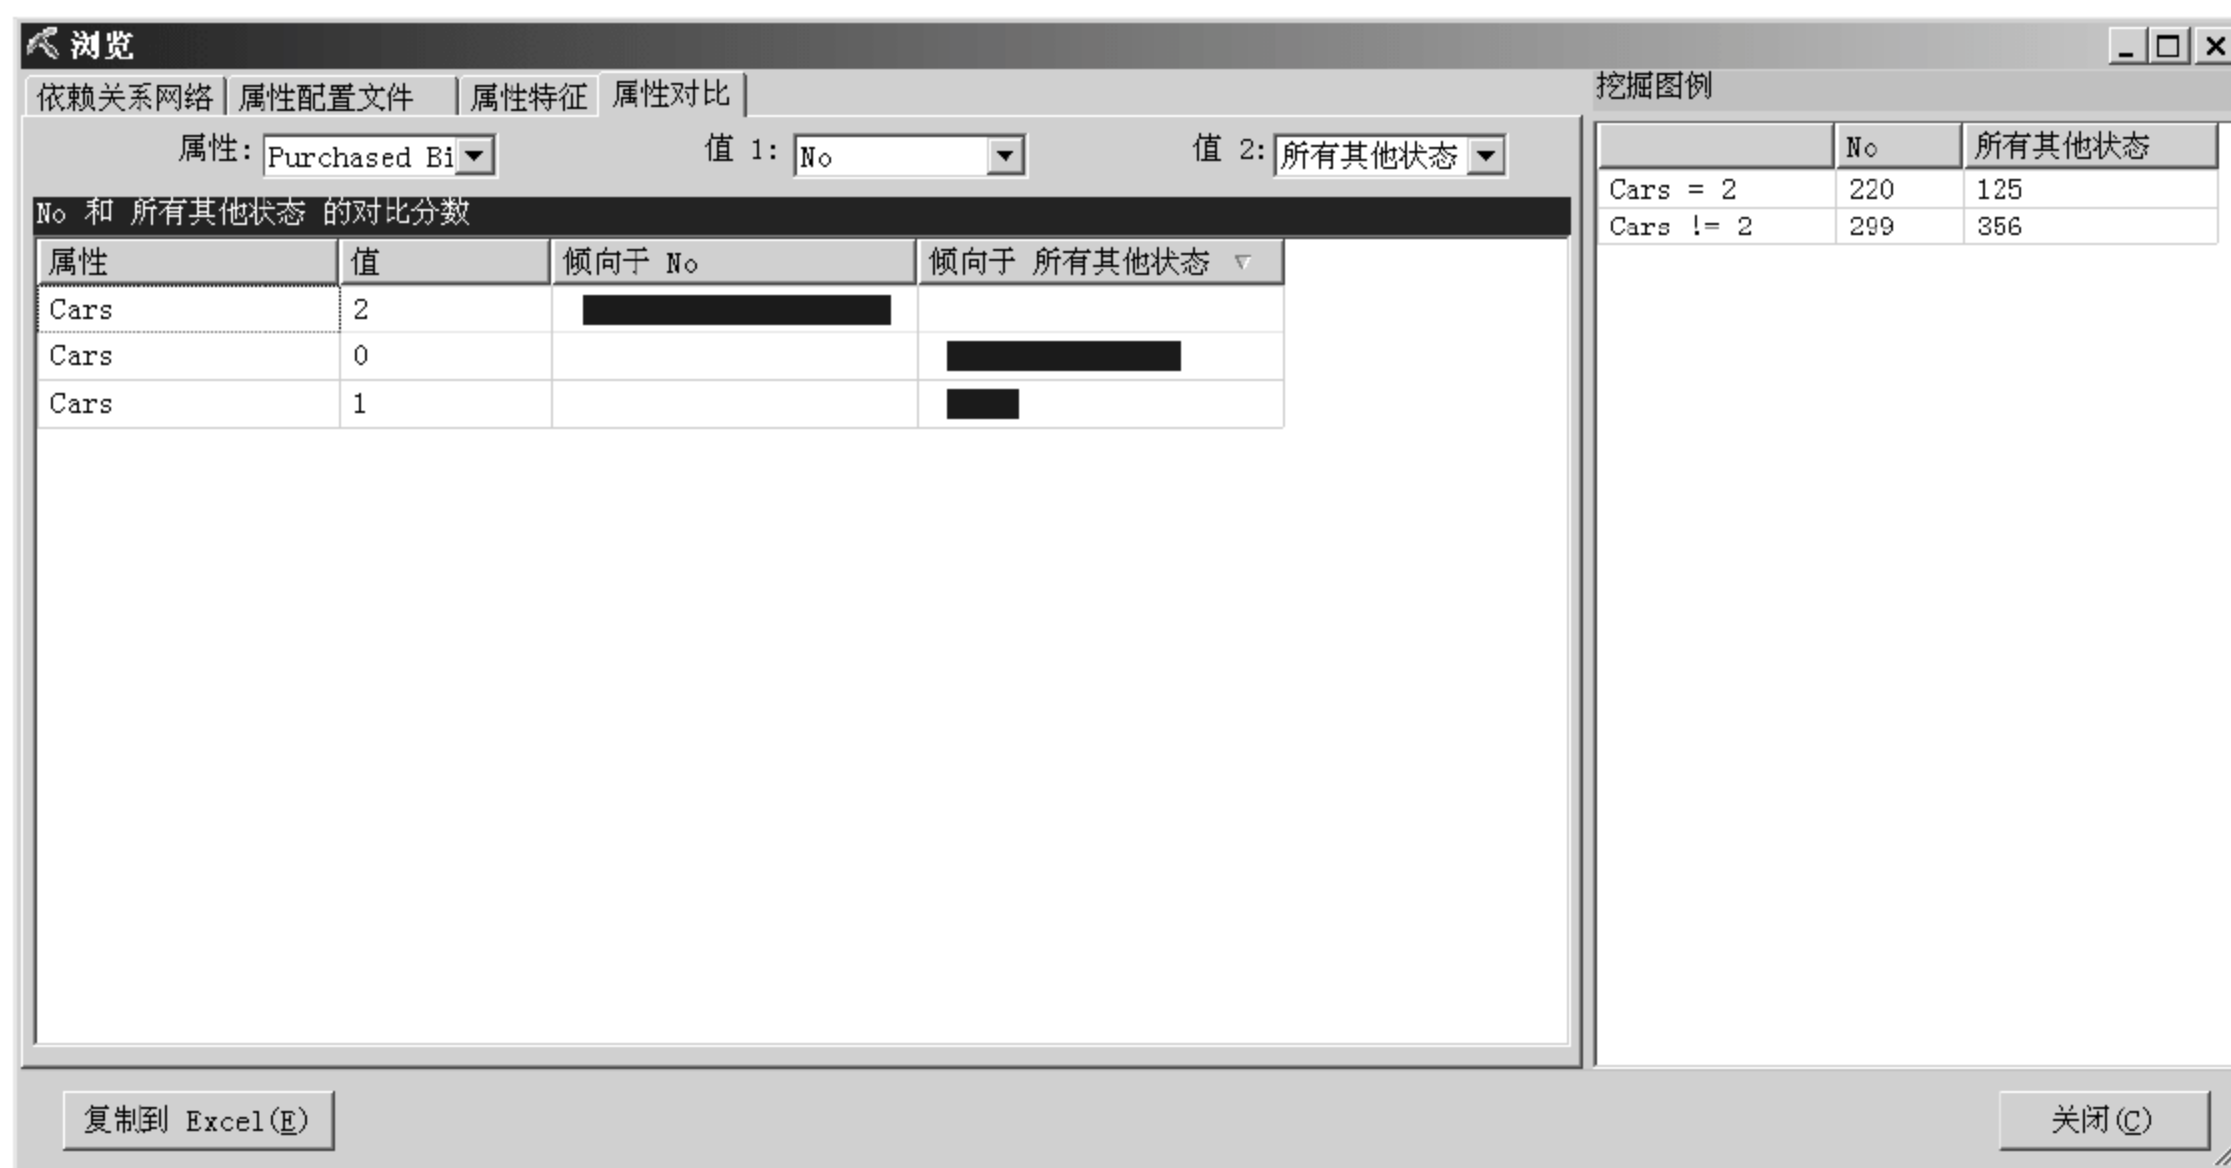 浏览
依赖关系网络 属性配置文件 属性特征 属性对比
属性: Purchased Bi 值 1: No 值 2: 所有其他状态
No 和 所有其他状态 的对比分数
属性 值 倾向于 No 倾向于 所有其他状态
Cars 2
Cars 0
Cars 1
挖掘图例
No 所有其他状态
Cars = 2 220 125
Cars != 2 299 356
复制到 Excel(E) 关闭(C)